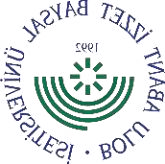 BOLU ABANT İZZET BAYSAL ÜNİVERSİTESİ
1992